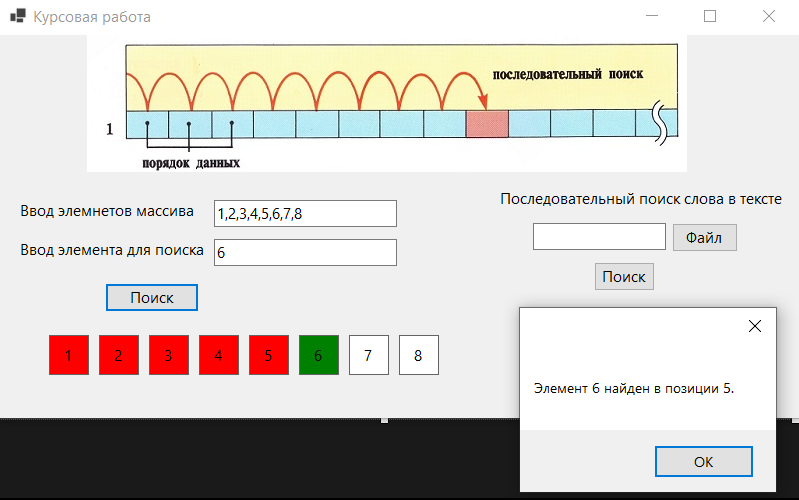 Курсовая работа
последовательный поиск
1
порядок данных
Последовательный поиск слова в тексте
Ввод элемнетов массива
1,2,3,4,5,6,7,8
Файл
Ввод элемента для поиска
6
Поиск
Поиск
1 2 3 4 5 6 7 8
Элемент 6 найден в позиции 5.
ОК